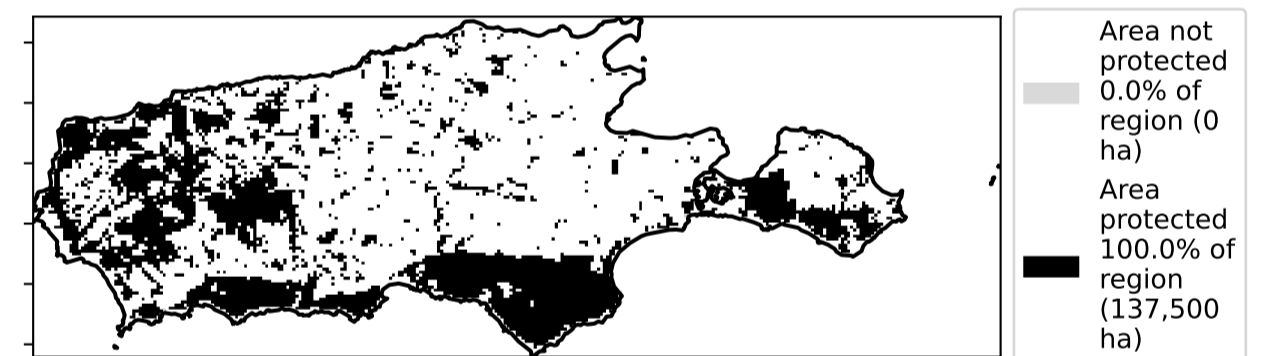 Area not
protected
0.0% of
region (0
ha)
Area
protected
100.0% of
region
(137,500
ha)